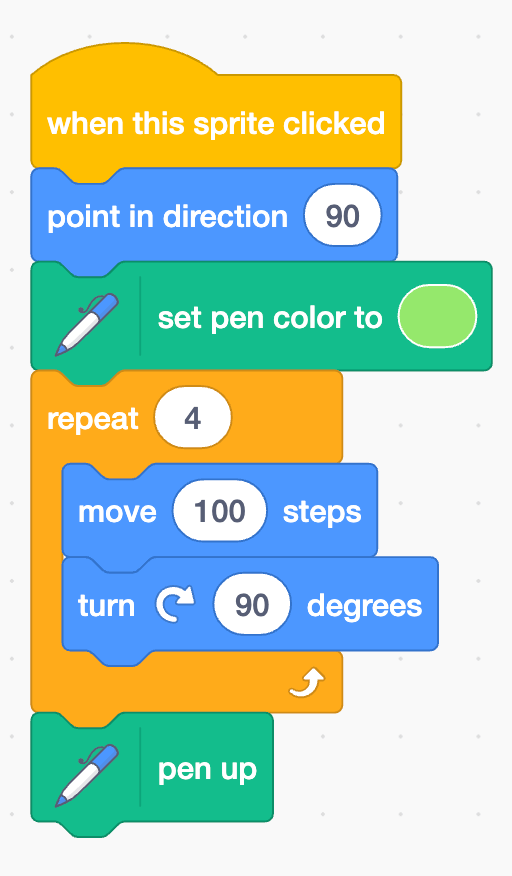 when this sprite clicked
point in direction 90
set pen color to
repeat 4
move 100 steps
turn 90 degrees
pen up